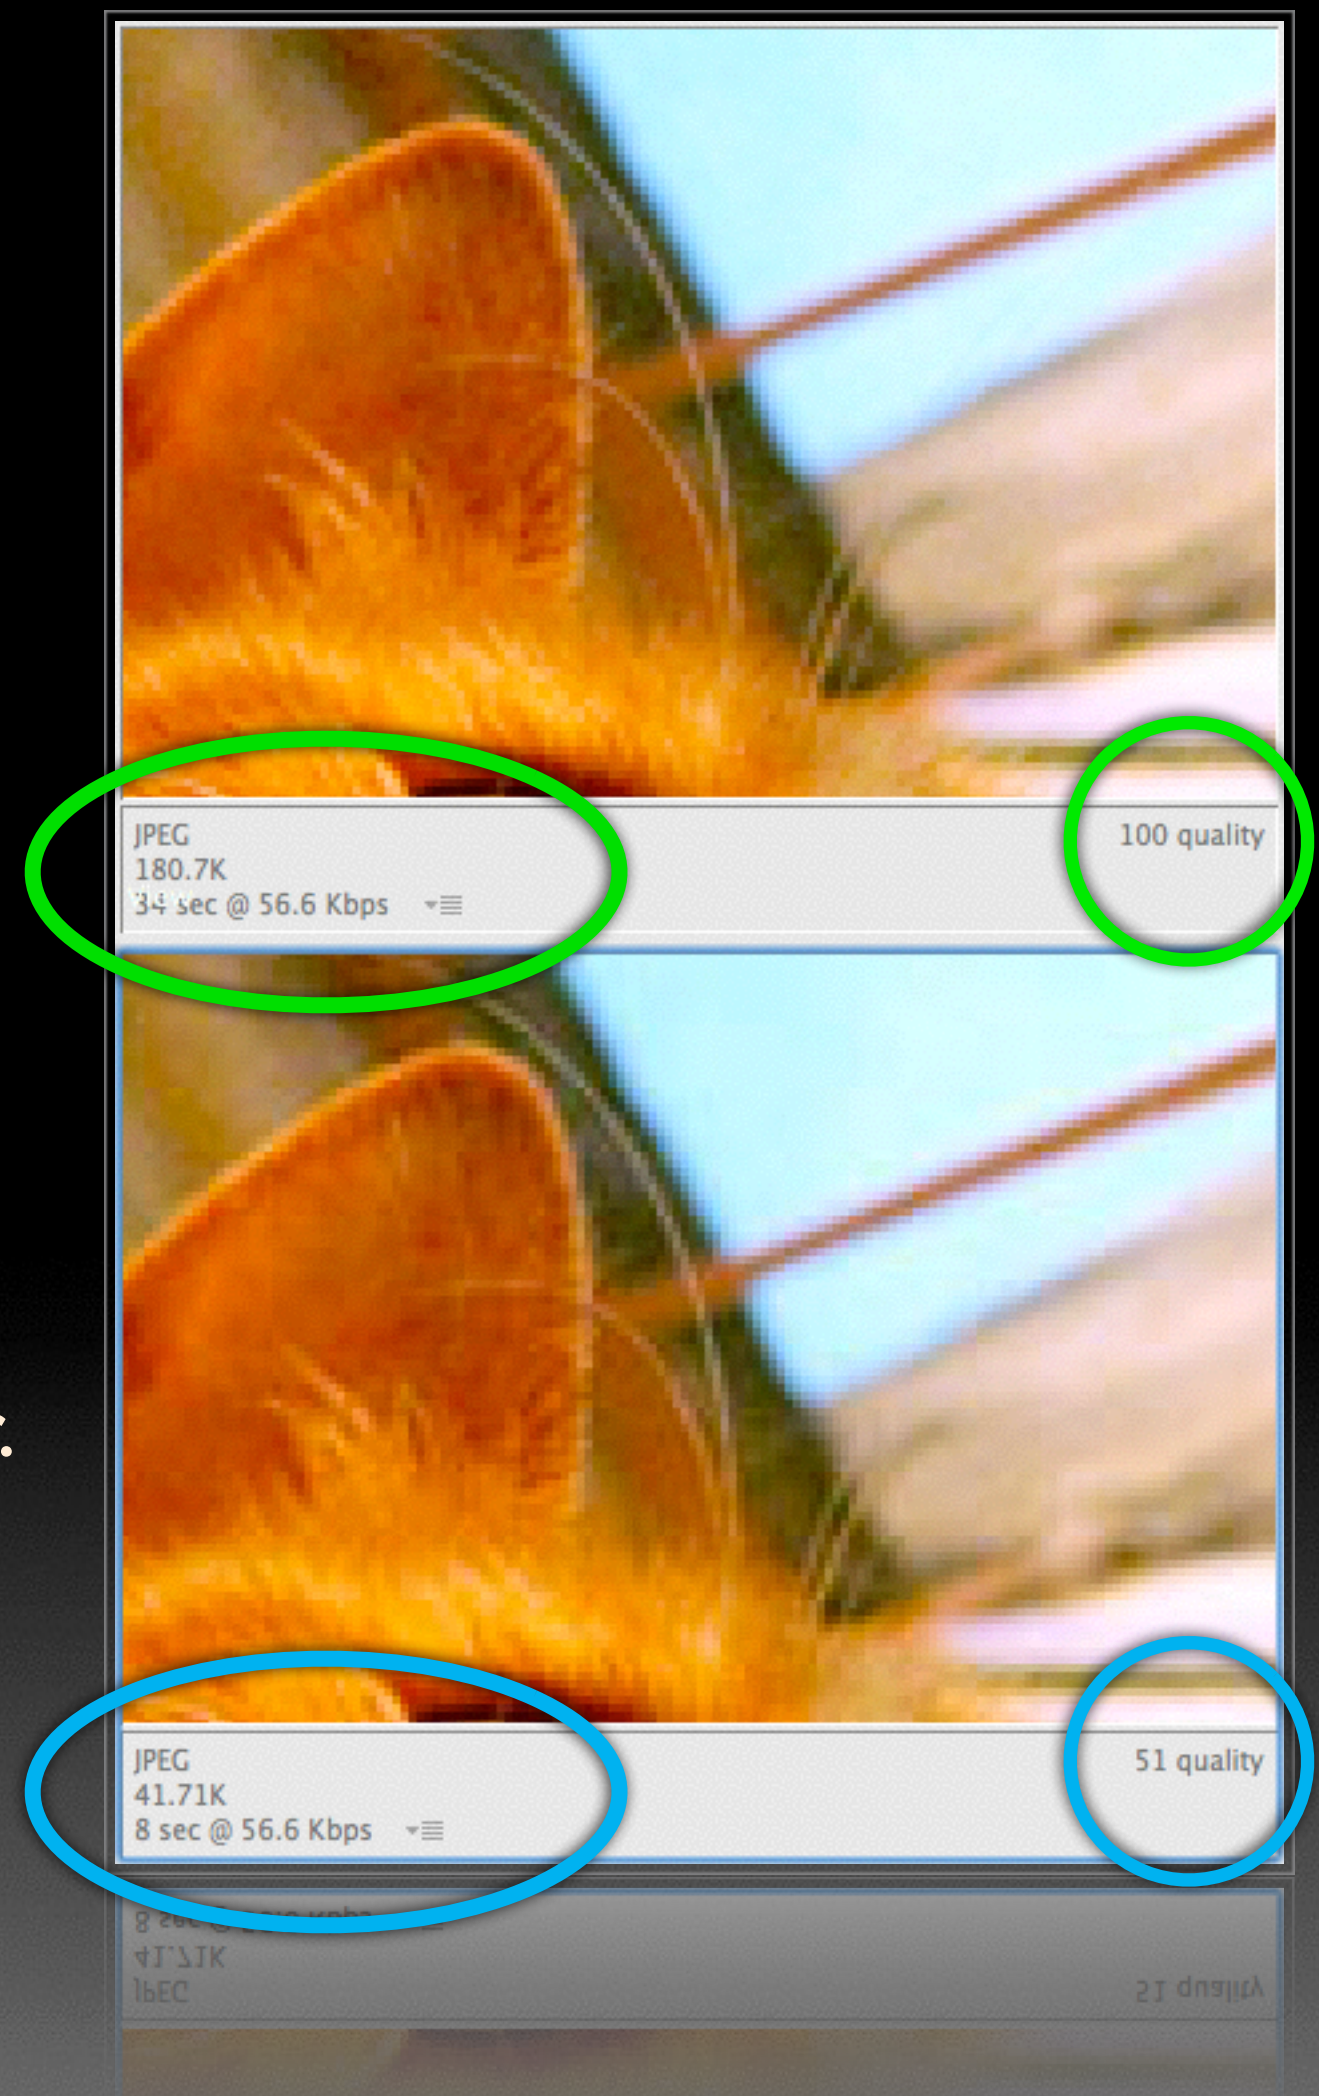 JPEG
180.7K
34 sec @ 56.6 Kbps
100 quality
JPEG
41.71K
8 sec @ 56.6 Kbps
51 quality